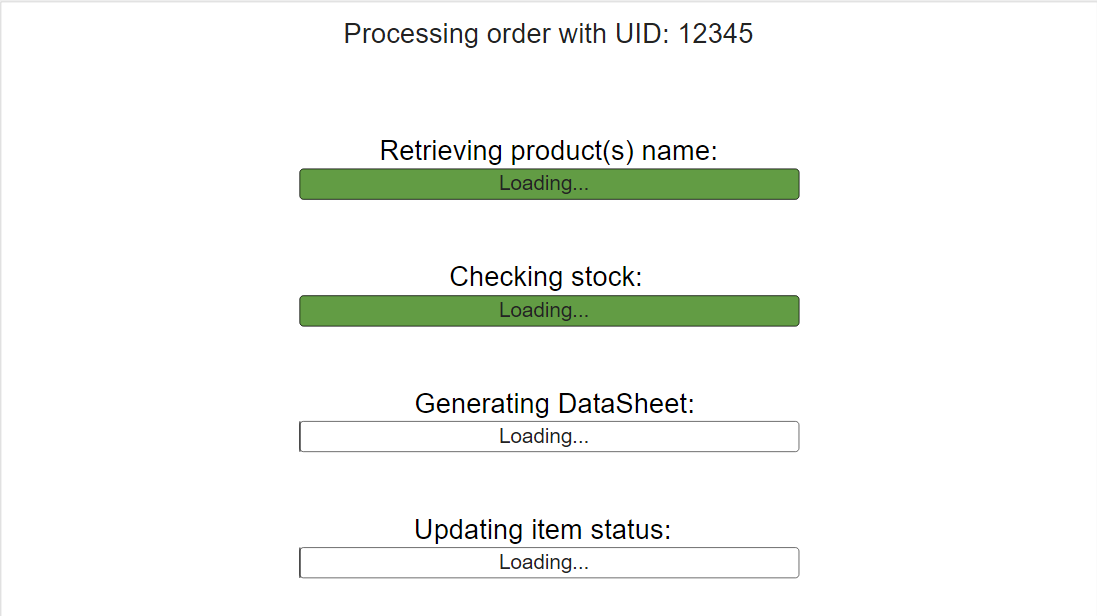 Processing order with UID: 12345
Retrieving product(s) name:
Loading...
Checking stock:
Loading...
Generating DataSheet:
Loading...
Updating item status:
Loading...